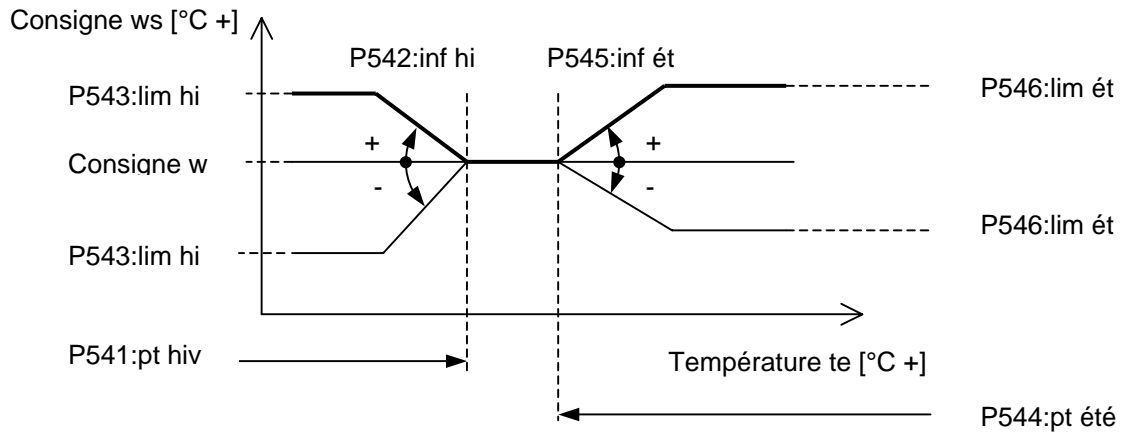 Consigne ws [°C +]
P542:inf hi
P545:inf ét
P543:lim hi
P546:lim ét
+
+
Consigne w
-
-
P546:lim ét
P543:lim hi
P541:pt hiv
Température te [°C +]
P544:pt été